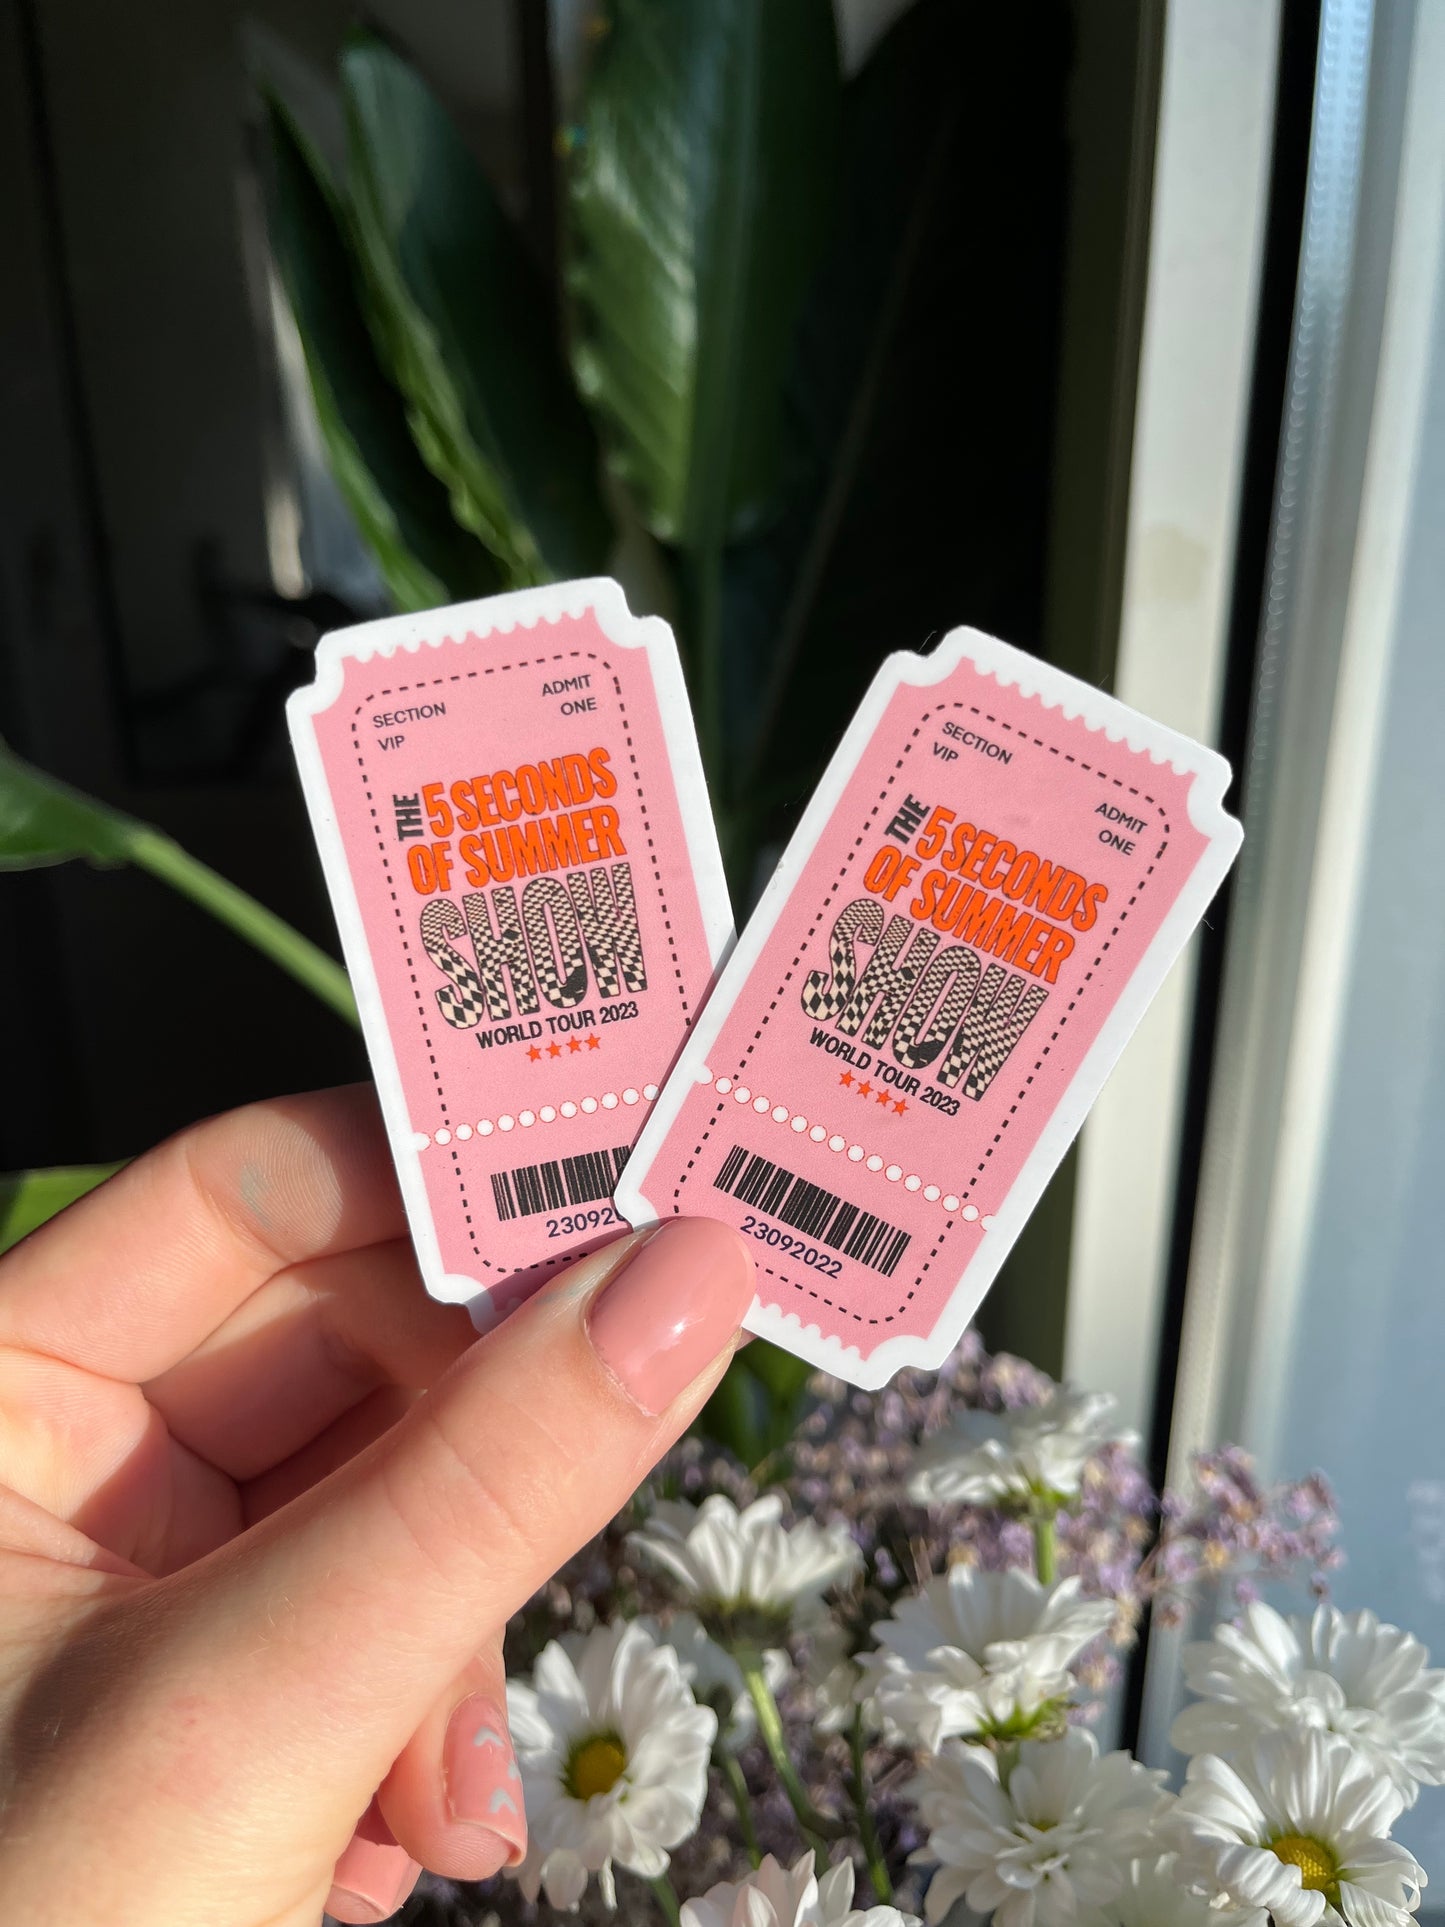 SECTION
VIP
ADMIT
ONE
THE 5 SECONDS
OF SUMMER
SHOW
WORLD TOUR 2023
SECTION
VIP
ADMIT
ONE
THE 5 SECONDS
OF SUMMER
SHOW
WORLD TOUR 2023
23092022